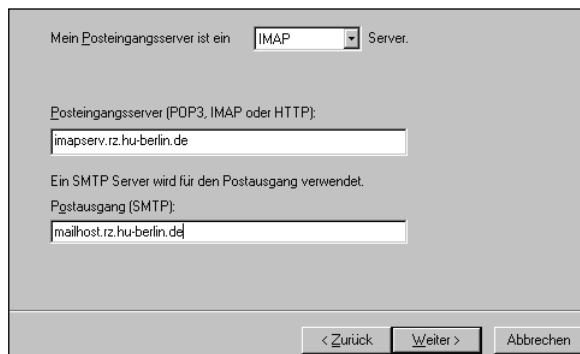 Mein Posteingangsserver ist ein IMAP Server.
Posteingangsserver (POP3, IMAP oder HTTP):
imapserv.rz.hu-berlin.de
Ein SMTP Server wird für den Postausgang verwendet.
Postausgang (SMTP):
mailhost.rz.hu-berlin.de
< Zurück Weiter > Abbrechen